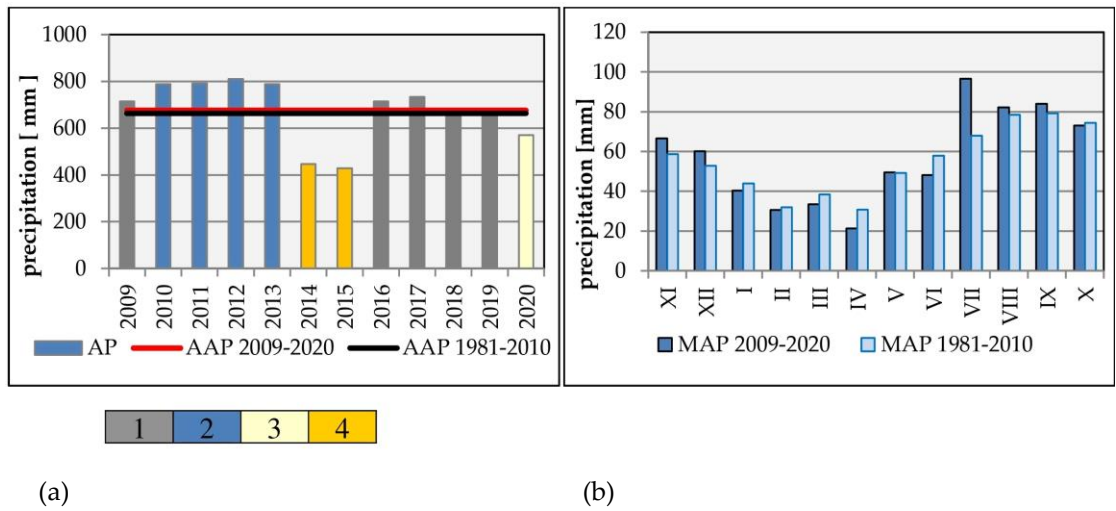 precipitation [ mm ]
1000
800
600
400
200
0
2009
2010
2011
2012
2013
2014
2015
2016
2017
2018
2019
2020
AP
AAP 2009-2020
AAP 1981-2010
precipitation [mm]
120
100
80
60
40
20
0
XI
XII
I
II
III
IV
V
VI
VII
VIII
IX
X
MAP 2009-2020
MAP 1981-2010
1 2 3 4
(a) (b)